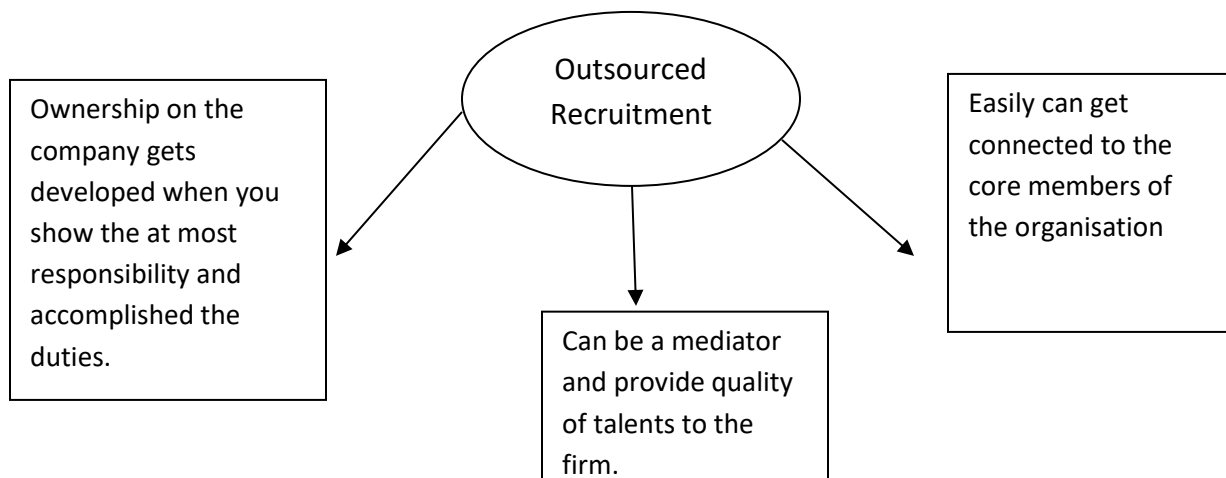 Outsourced
Recruitment
Ownership on the
company gets
developed when you
show the at most
responsibility and
accomplished the
duties.
Can be a mediator
and provide quality
of talents to the
firm.
Easily can get
connected to the
core members of
the organisation